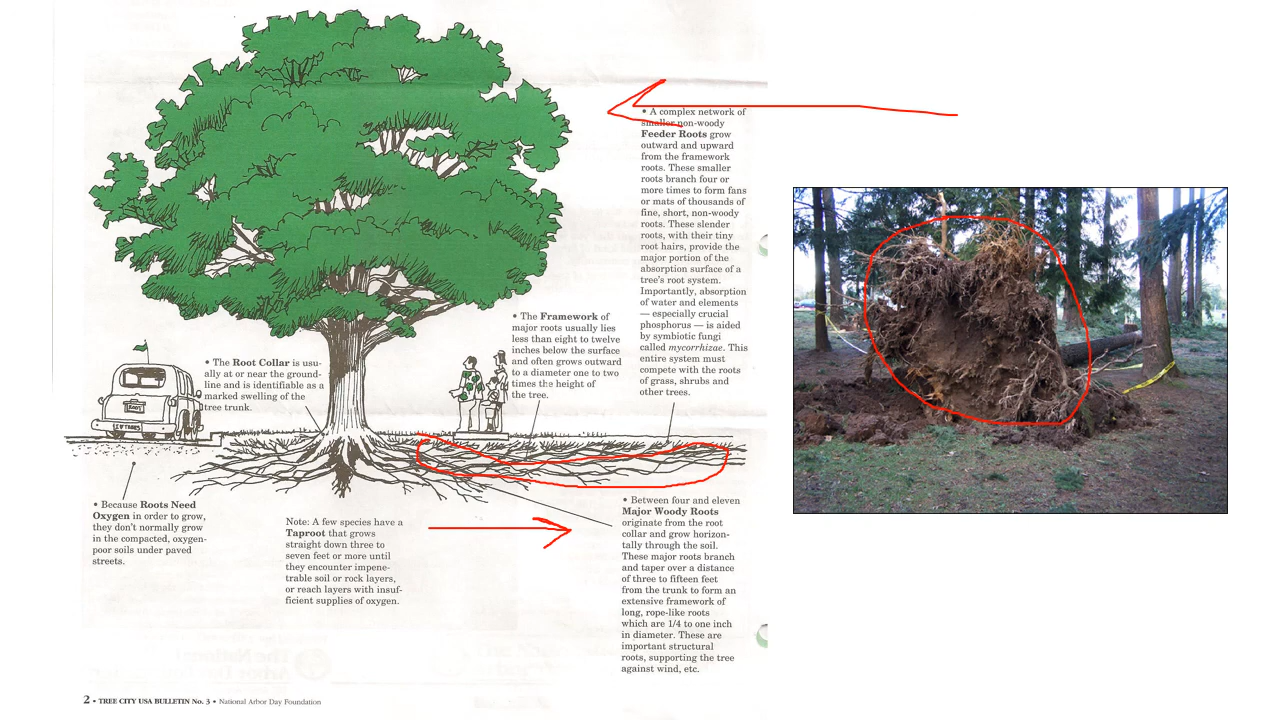 • A complex network of
smaller non-woody
Feeder Roots grow
outward and upward
from the framework
roots. These smaller
roots branch four or
more times to form fans
or mats of thousands of
fine, short, non-woody
roots. These slender
roots, with their tiny
root hairs, provide the
major portion of the
absorption surface of a
tree's root system.
Importantly, absorption
of water and elements
— especially crucial
phosphorus — is aided
by symbiotic fungi
called mycorrhizae. This
entire system must
compete with the roots
of grass, shrubs and
other trees.
• The Framework of
major roots usually lies
less than eight to twelve
inches below the surface
and often grows outward
to a diameter one to two
times the height of
the tree.
• The Root Collar is usu-
ally at or near the ground-
line and is identifiable as a
marked swelling of the
tree trunk.
ROOT
• Because Roots Need
Oxygen in order to grow,
they don't normally grow
in the compacted, oxygen-
poor soils under paved
streets.
Note: A few species have a
Taproot that grows
straight down three to
seven feet or more until
they encounter impene-
trable soil or rock layers,
or reach layers with insuf-
ficient supplies of oxygen.
• Between four and eleven
Major Woody Roots
originate from the root
collar and grow horizon-
tally through the soil.
These major roots branch
and taper over a distance
of three to fifteen feet
from the trunk to form an
extensive framework of
long, rope-like roots
which are 1/4 to one inch
in diameter. These are
important structural
roots, supporting the tree
against wind, etc.
2 • TREE CITY USA BULLETIN No. 3 • National Arbor Day Foundation